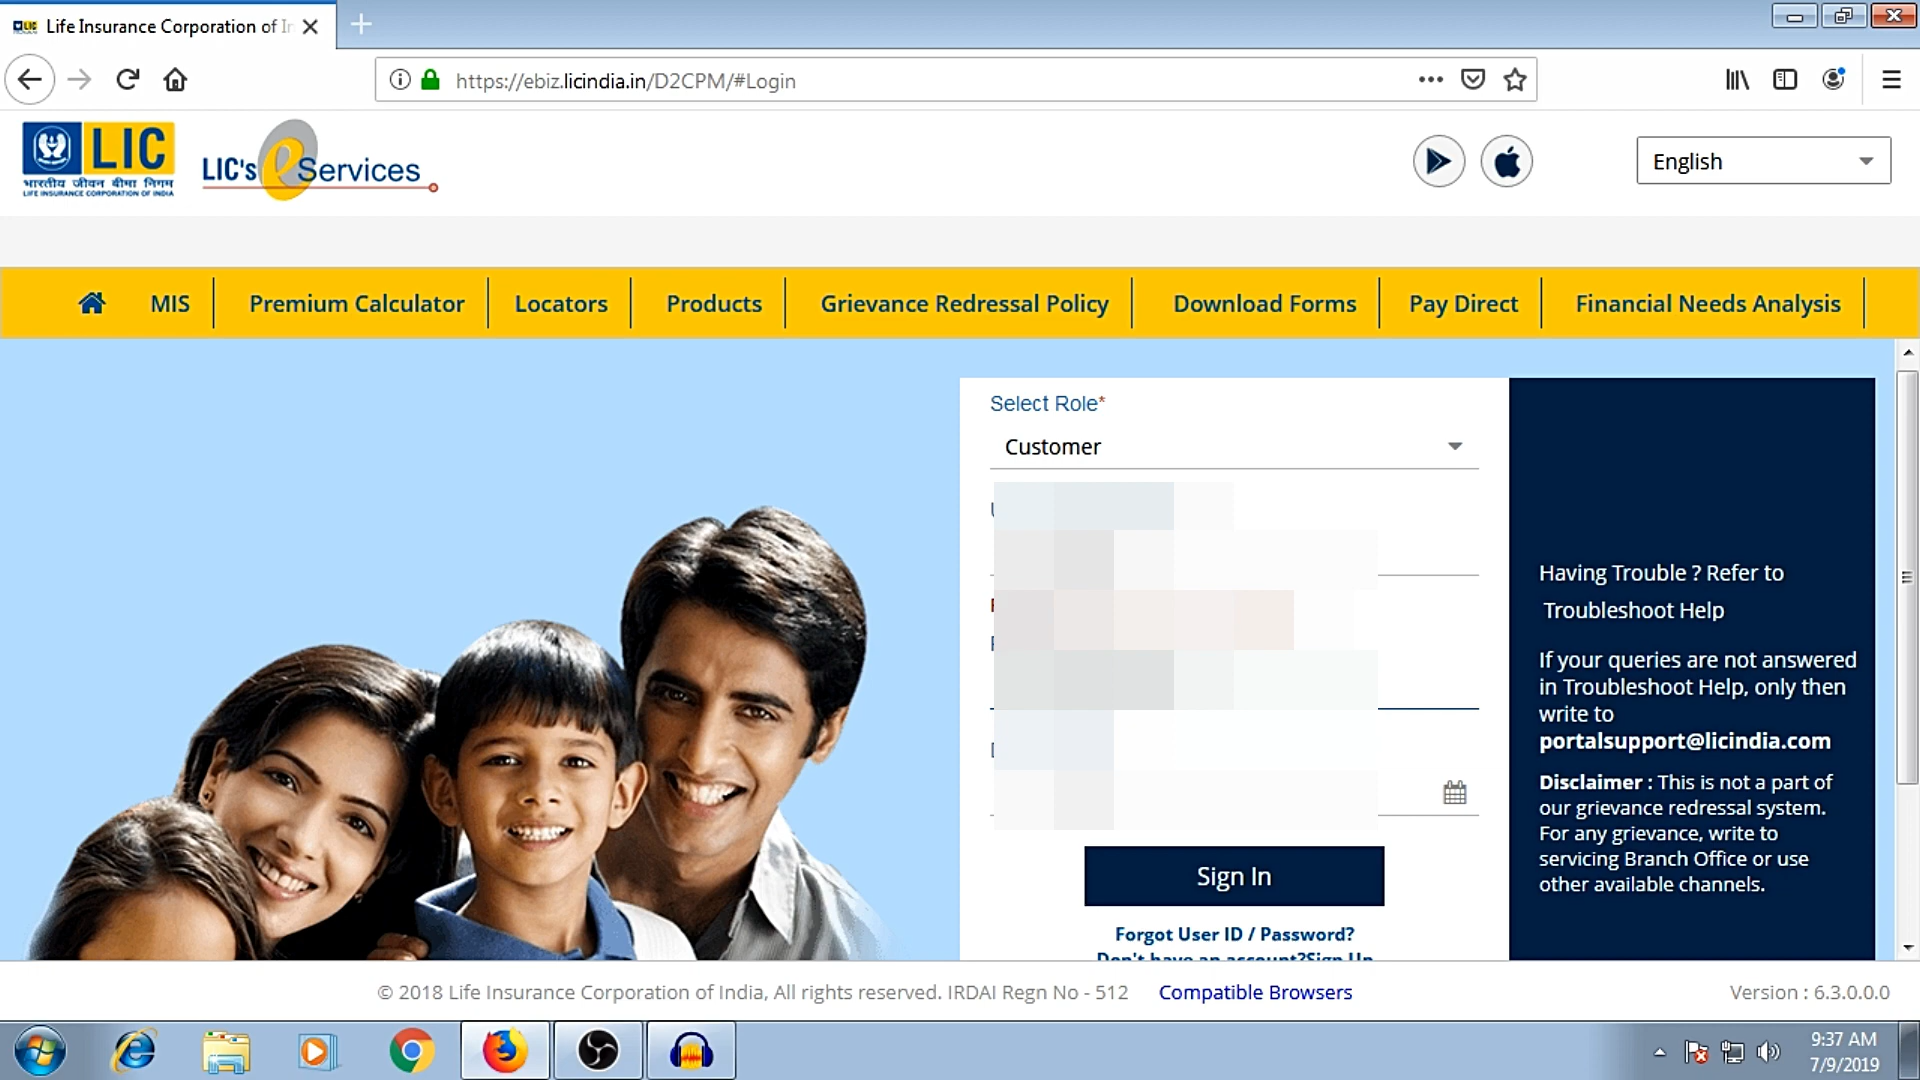 Life Insurance Corporation of In
https://ebiz.licindia.in/D2CPM/#Login
LIC
भारतीय जीवन बीमा निगम
LIFE INSURANCE CORPORATION OF INDIA
LIC's eServices
English
MIS
Premium Calculator
Locators
Products
Grievance Redressal Policy
Download Forms
Pay Direct
Financial Needs Analysis
Select Role*
Customer
Sign In
Forgot User ID / Password?
Don't have an account?Sign Up
Having Trouble ? Refer to
Troubleshoot Help
If your queries are not answered
in Troubleshoot Help, only then
write to
portalsupport@licindia.com
Disclaimer : This is not a part of
our grievance redressal system.
For any grievance, write to
servicing Branch Office or use
other available channels.
© 2018 Life Insurance Corporation of India, All rights reserved. IRDAI Regn No - 512
Compatible Browsers
Version : 6.3.0.0.0
9:37 AM
7/9/2019